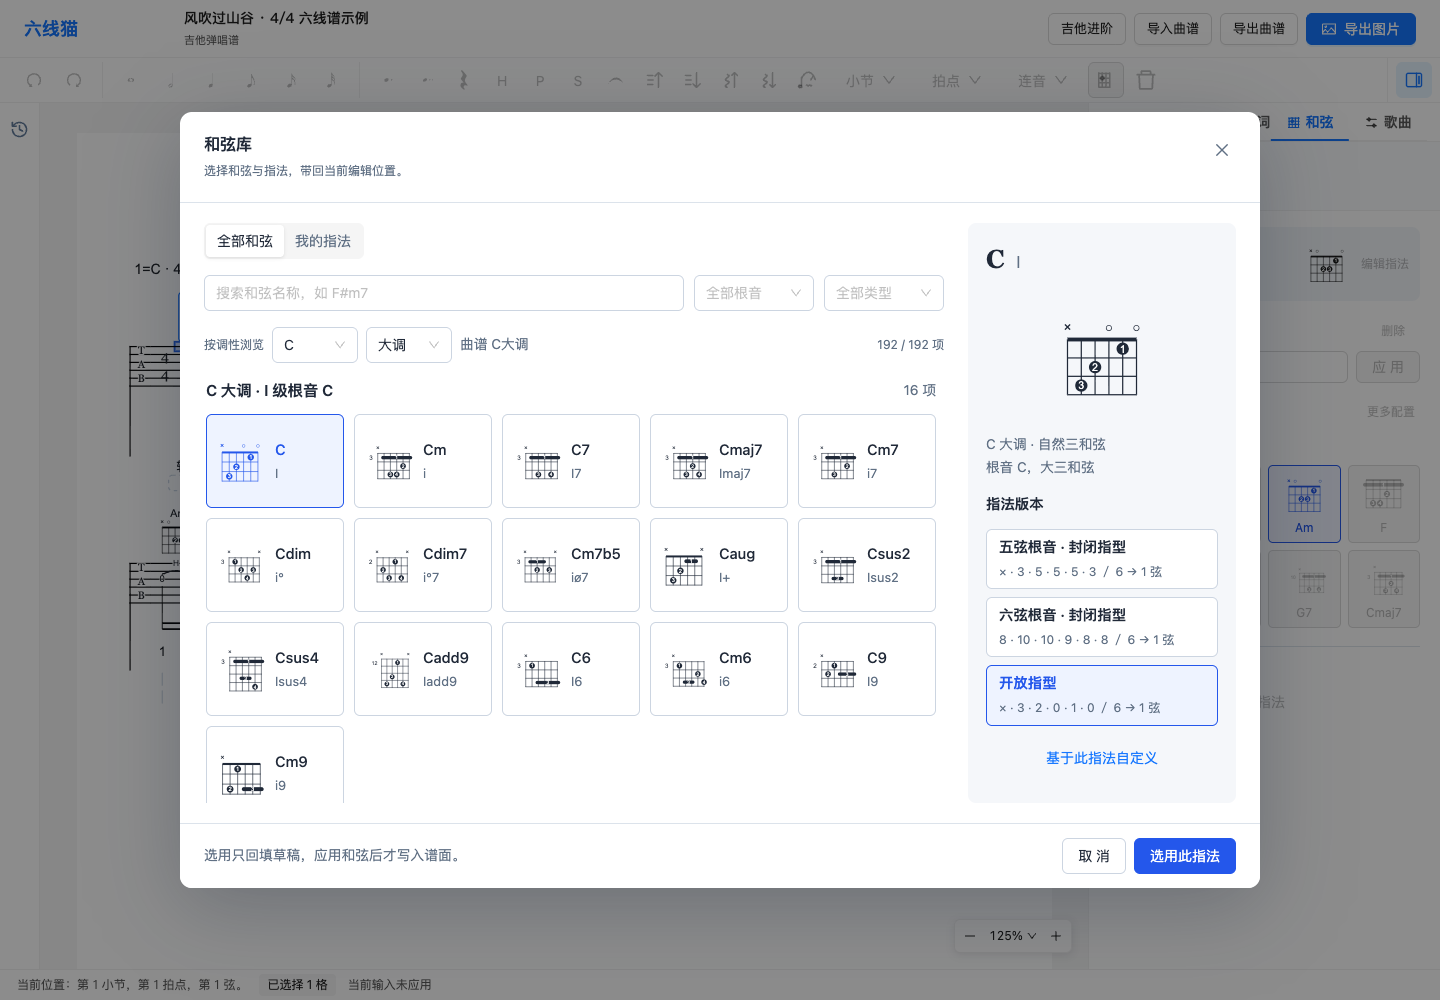 六线猫
风吹过山谷 · 4/4 六线谱示例
吉他弹唱谱
吉他进阶
导入曲谱
导出曲谱
导出图片
H
P
S
小节
拍点
连音
词
和弦
歌曲
1=C · 4
T
A
B
4
4
和弦库
选择和弦与指法，带回当前编辑位置。
全部和弦
我的指法
搜索和弦名称，如 F#m7
全部根音
全部类型
按调性浏览
C
大调
曲谱 C大调
192 / 192 项
C 大调 · I 级根音 C
16 项
C
I
Cm
i
C7
I7
Cmaj7
Imaj7
Cm7
i7
Cdim
i°
Cdim7
i°7
Cm7b5
iø7
Caug
I+
Csus2
Isus2
Csus4
Isus4
Cadd9
Iadd9
C6
I6
Cm6
i6
C9
I9
Cm9
i9
C I
C 大调 · 自然三和弦
根音 C，大三和弦
指法版本
五弦根音 · 封闭指型
× · 3 · 5 · 5 · 5 · 3 / 6 → 1 弦
六弦根音 · 封闭指型
8 · 10 · 10 · 9 · 8 · 8 / 6 → 1 弦
开放指型
× · 3 · 2 · 0 · 1 · 0 / 6 → 1 弦
基于此指法自定义
选用只回填草稿，应用和弦后才写入谱面。
取 消
选用此指法
编辑指法
删除
应 用
更多配置
Am
F
G7
Cmaj7
指法
T
A
B
1
125%
当前位置：第 1 小节，第 1 拍点，第 1 弦。
已选择 1 格
当前输入未应用